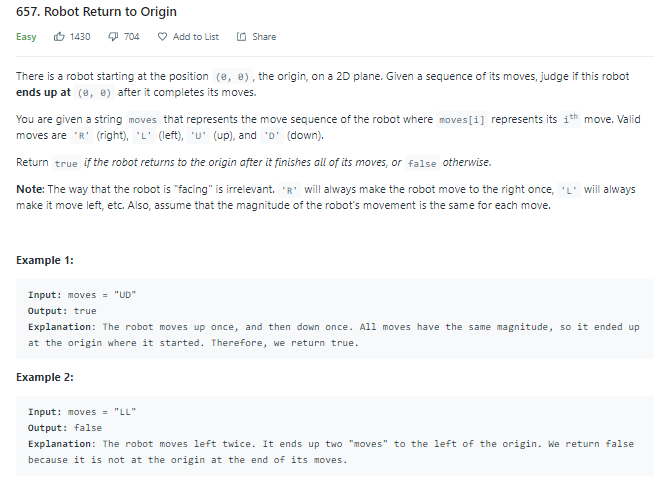 657. Robot Return to Origin
Easy 1430 704 Add to List Share
There is a robot starting at the position (0, 0), the origin, on a 2D plane. Given a sequence of its moves, judge if this robot
ends up at (0, 0) after it completes its moves.
You are given a string moves that represents the move sequence of the robot where moves[i] represents its ith move. Valid
moves are 'R' (right), 'L' (left), 'U' (up), and 'D' (down).
Return true if the robot returns to the origin after it finishes all of its moves, or false otherwise.
Note: The way that the robot is "facing" is irrelevant. 'R' will always make the robot move to the right once, 'L' will always
make it move left, etc. Also, assume that the magnitude of the robot's movement is the same for each move.
Example 1:
Input: moves = "UD"
Output: true
Explanation: The robot moves up once, and then down once. All moves have the same magnitude, so it ended up
at the origin where it started. Therefore, we return true.
Example 2:
Input: moves = "LL"
Output: false
Explanation: The robot moves left twice. It ends up two "moves" to the left of the origin. We return false
because it is not at the origin at the end of its moves.